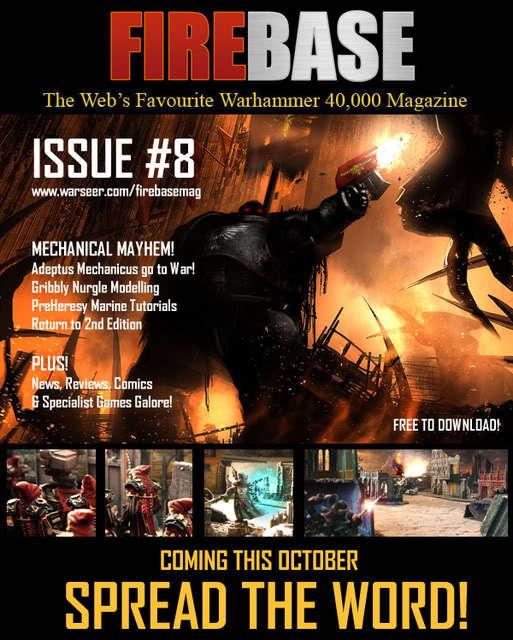 FIREBASE
The Web's Favourite Warhammer 40,000 Magazine
ISSUE #8
www.warseer.com/firebasemag
MECHANICAL MAYHEM!
Adeptus Mechanicus go to War!
Gribbly Nurgle Modelling
PreHeresy Marine Tutorials
Return to 2nd Edition
PLUS!
News, Reviews, Comics
& Specialist Games Galore!
FREE TO DOWNLOAD!
COMING THIS OCTOBER
SPREAD THE WORD!